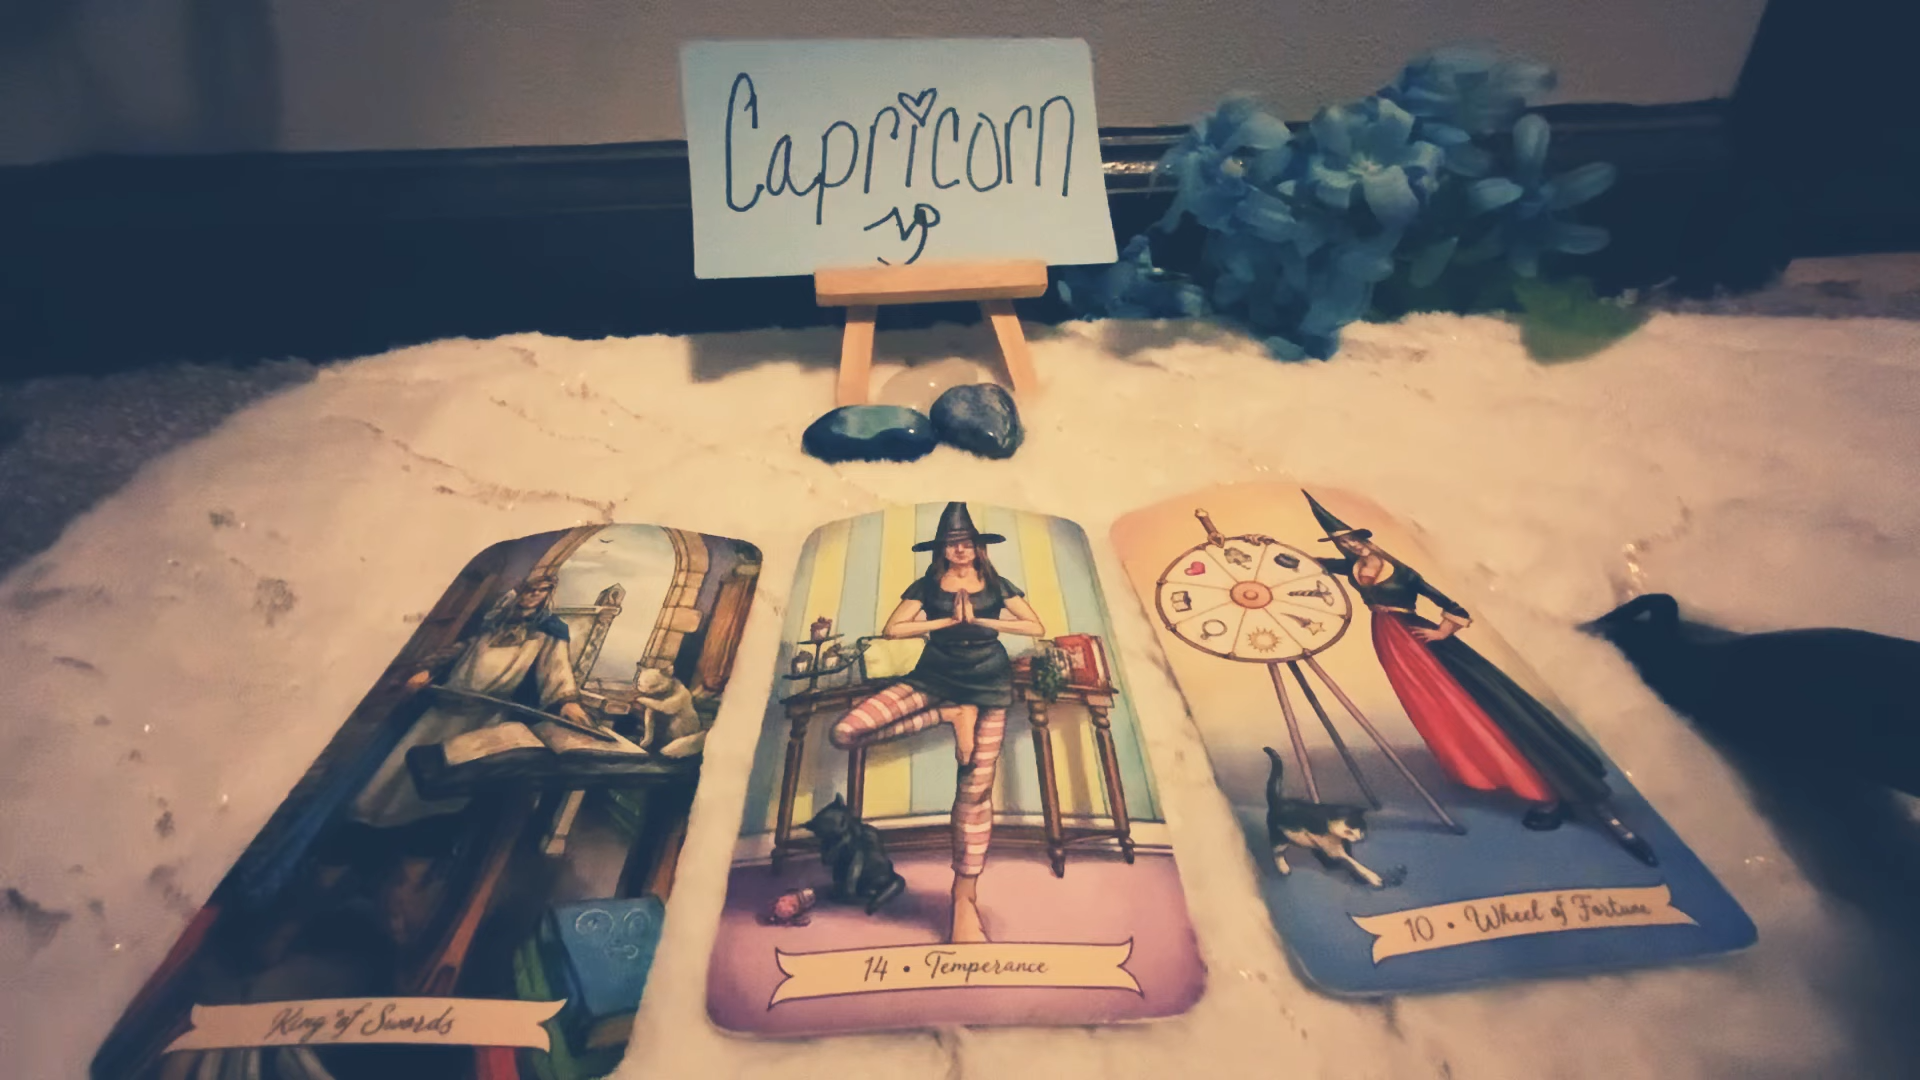 Capricorn
♑
King of Swords
14 • Temperance
10 • Wheel of Fortune